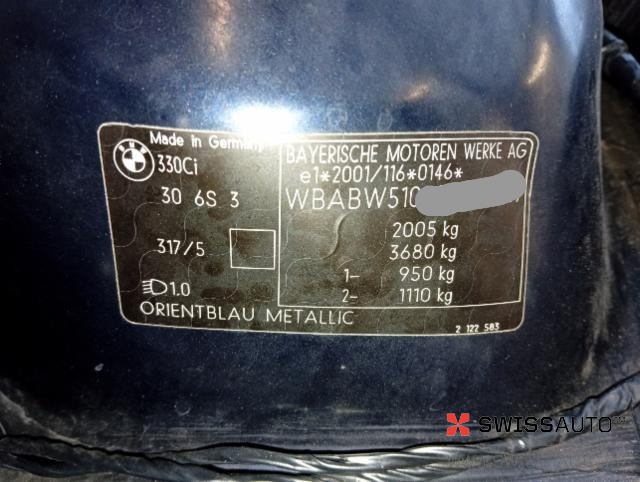 Made in Germany
BMW
330Ci
30 6S 3
317/5
1.0
BAYERISCHE MOTOREN WERKE AG
e1*2001/116*0146*
WBABW510
2005 kg
3680 kg
1- 950 kg
2- 1110 kg
ORIENTBLAU METALLIC
2 122 583
SWISSAUTO